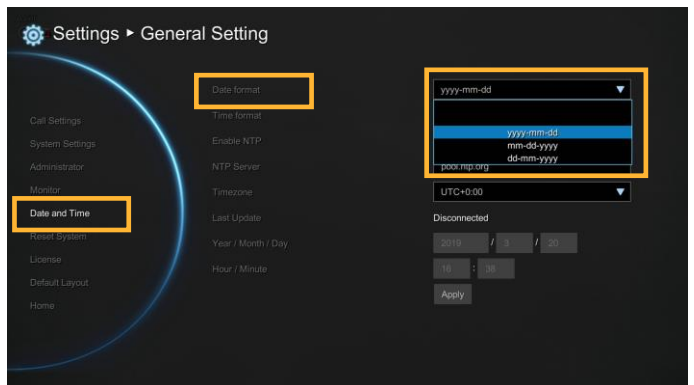 Settings ▸ General Setting
Call Settings
System Settings
Administrator
Monitor
Date and Time
Reset System
License
Default Layout
Home
Date format
Time format
Enable NTP
NTP Server
Timezone
Last Update
Year / Month / Day
Hour / Minute
yyyy-mm-dd
yyyy-mm-dd
mm-dd-yyyy
dd-mm-yyyy
pool.ntp.org
UTC+0:00
Disconnected
2019 / 3 / 20
16 : 36
Apply